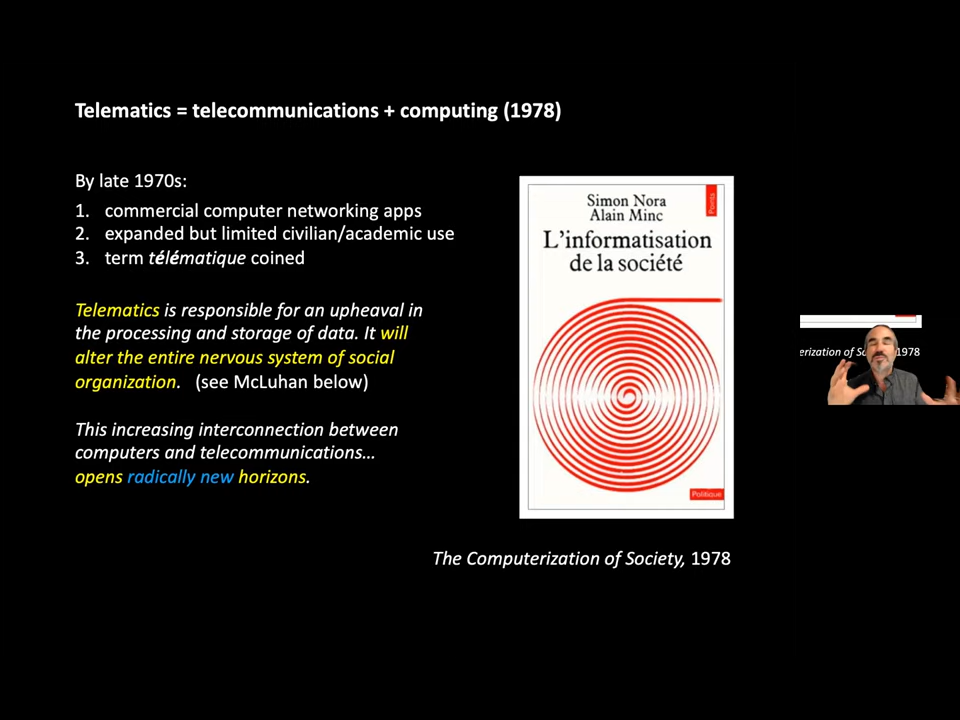 Telematics = telecommunications + computing (1978)
By late 1970s:
1. commercial computer networking apps
2. expanded but limited civilian/academic use
3. term télématique coined
Telematics is responsible for an upheaval in
the processing and storage of data. It will
alter the entire nervous system of social
organization. (see McLuhan below)
This increasing interconnection between
computers and telecommunications…
opens radically new horizons.
Simon Nora
Alain Minc
Points
L'informatisation
de la société
Politique
The Computerization of Society, 1978
erization of So
1978